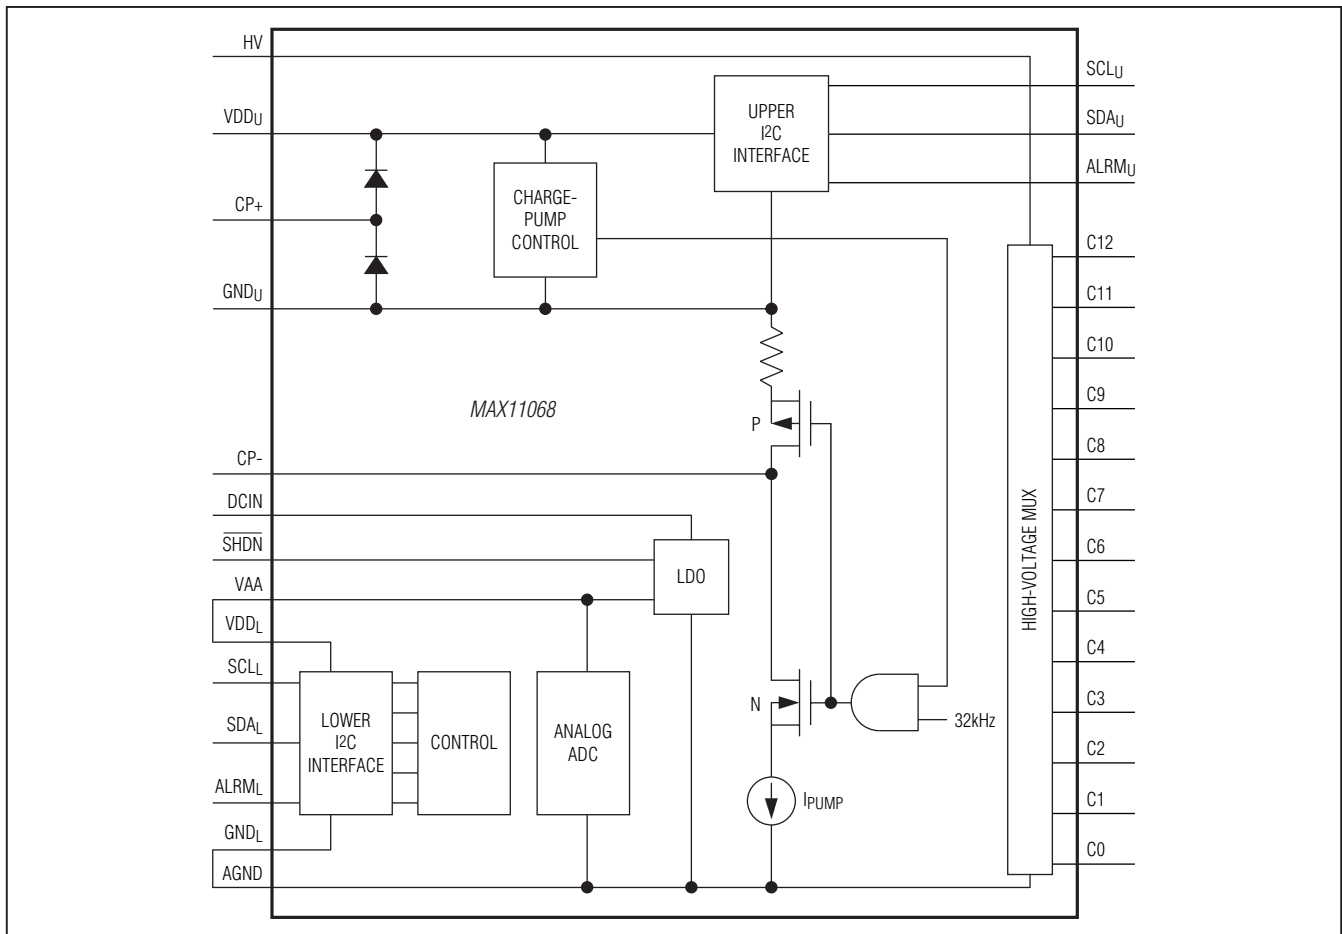 HV
VDDU
CP+
GNDU
CP-
DCIN
SHDN
VAA
VDDL
SCLL
SDAL
ALRML
GNDL
AGND
UPPER
I2C
INTERFACE
CHARGE-
PUMP
CONTROL
MAX11068
P
LDO
N
32kHz
LOWER
I2C
INTERFACE
CONTROL
ANALOG
ADC
IPUMP
HIGH-VOLTAGE MUX
SCLU
SDAU
ALRMU
C12
C11
C10
C9
C8
C7
C6
C5
C4
C3
C2
C1
C0